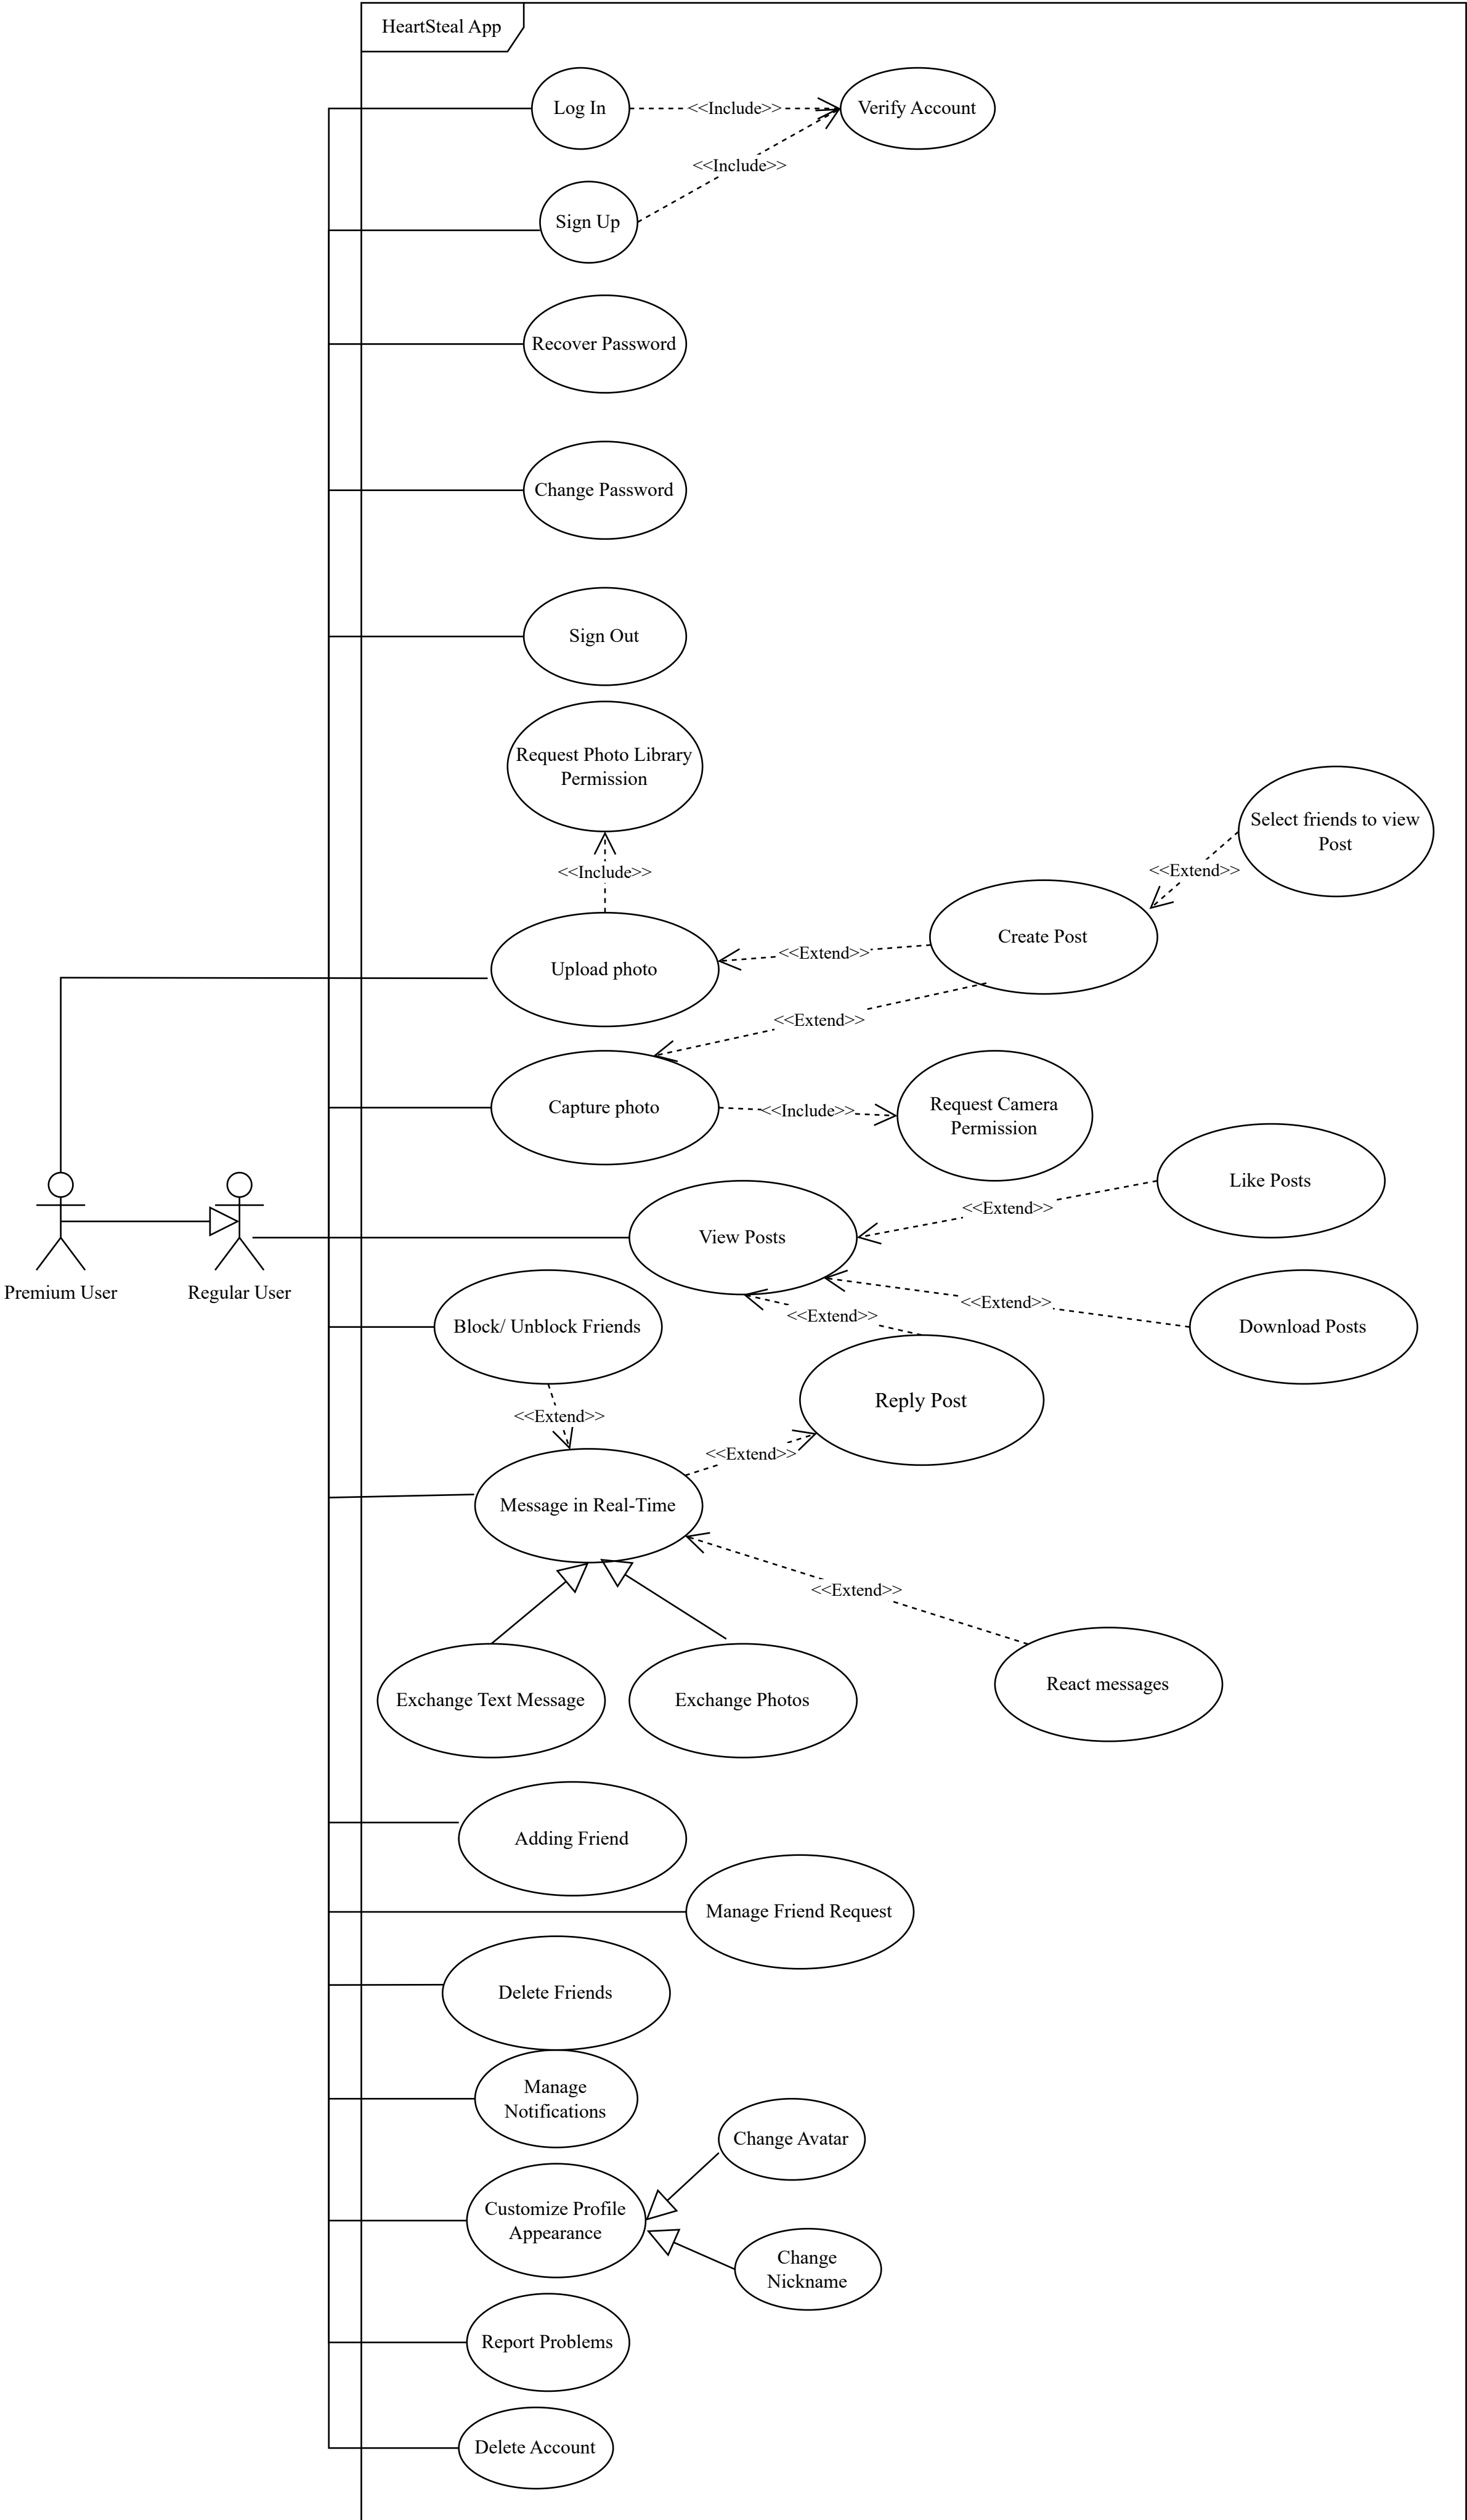 HeartSteal App
Log In
<<Include>>
Verify Account
<<Include>>
Sign Up
Recover Password
Change Password
Sign Out
Request Photo Library
Permission
Select friends to view
Post
<<Include>>
<<Extend>>
Create Post
<<Extend>>
Upload photo
<<Extend>>
Capture photo
<<Include>>
Request Camera
Permission
Like Posts
<<Extend>>
View Posts
Premium User
Regular User
<<Extend>>
<<Extend>>
Block/ Unblock Friends
Download Posts
Reply Post
<<Extend>>
<<Extend>>
Message in Real-Time
<<Extend>>
React messages
Exchange Text Message
Exchange Photos
Adding Friend
Manage Friend Request
Delete Friends
Manage
Notifications
Change Avatar
Customize Profile
Appearance
Change
Nickname
Report Problems
Delete Account